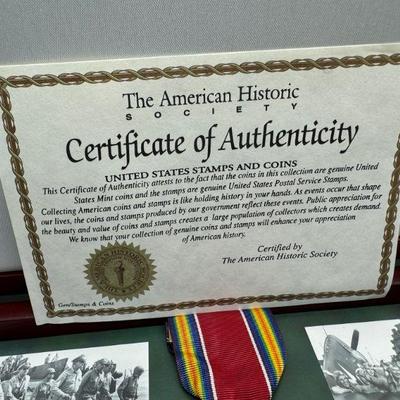 The American Historic
SOCIETY
Certificate of Authenticity
UNITED STATES STAMPS AND COINS
This Certificate of Authenticity attests to the fact that the coins in this collection are genuine United
States Mint coins and the stamps are genuine United States Postal Service Stamps.
Collecting American coins and stamps is like holding history in your hands. As events occur that shape
our lives, the coins and stamps produced by our government reflect these events. Public appreciation for
the beauty and value of coins and stamps creates a large population of collectors which creates demand.
We know that your collection of genuine coins and stamps will enhance your appreciation
of American history.
Certified by
The American Historic Society
Gen/Stamps & Coins